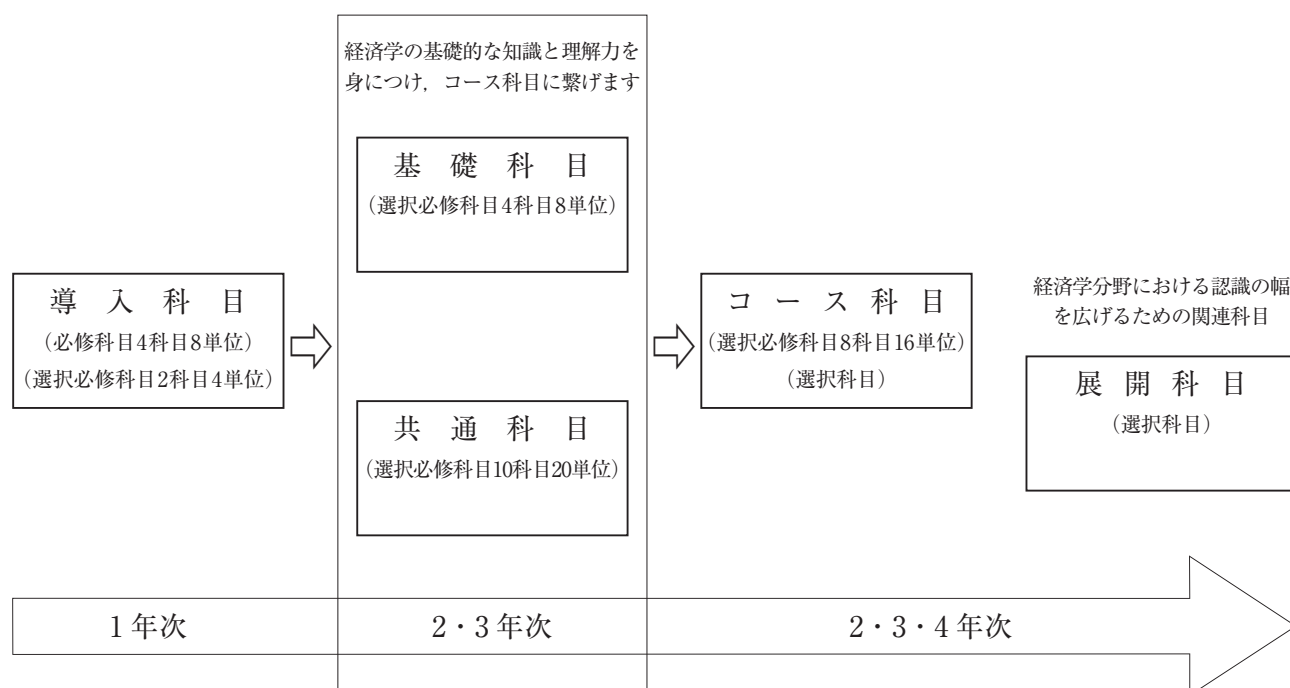 経済学の基礎的な知識と理解力を
身につけ，コース科目に繋げます
基礎科目
（選択必修科目4科目8単位）
導入科目
（必修科目4科目8単位）
（選択必修科目2科目4単位）
共通科目
（選択必修科目10科目20単位）
コース科目
（選択必修科目8科目16単位）
（選択科目）
経済学分野における認識の幅
を広げるための関連科目
展開科目
（選択科目）
1年次
2・3年次
2・3・4年次